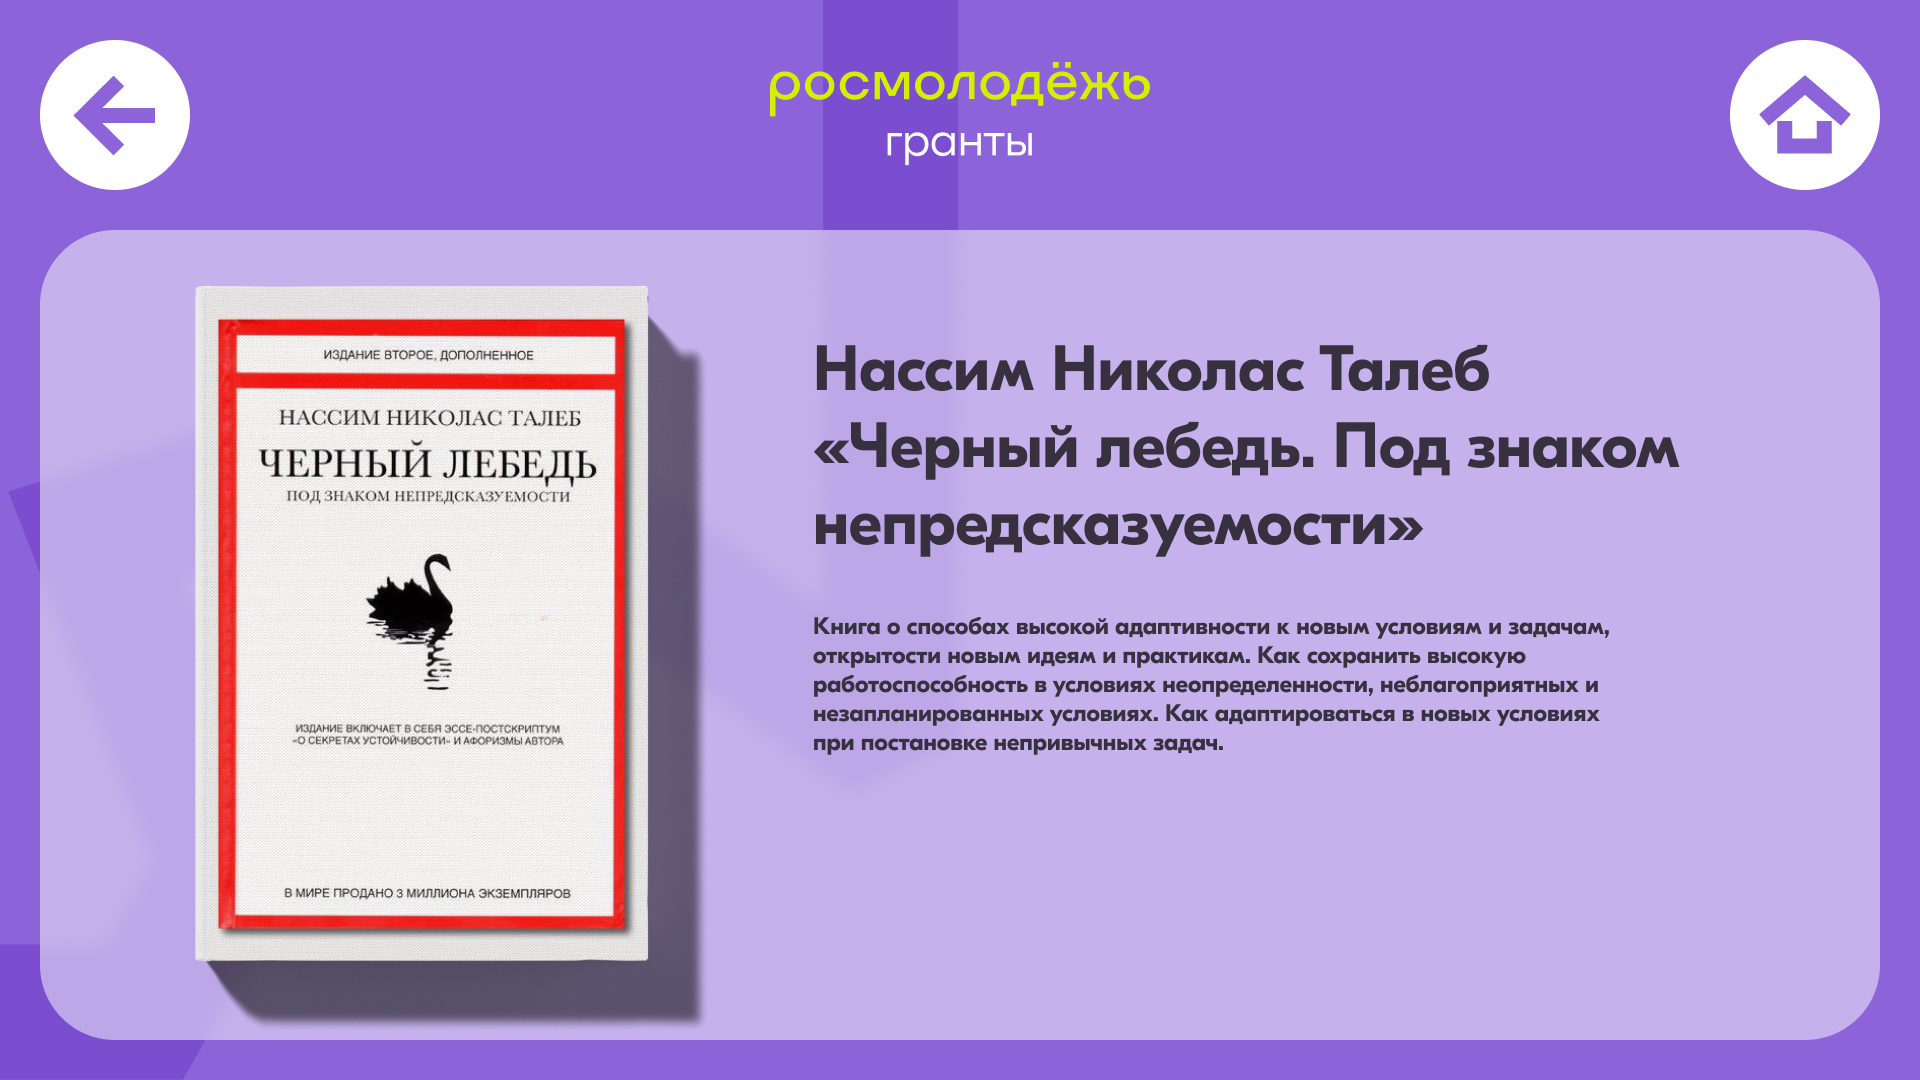 росмолодёжь
гранты
ИЗДАНИЕ ВТОРОЕ, ДОПОЛНЕННОЕ
НАССИМ НИКОЛАС ТАЛЕБ
ЧЕРНЫЙ ЛЕБЕДЬ
ПОД ЗНАКОМ НЕПРЕДСКАЗУЕМОСТИ
ИЗДАНИЕ ВКЛЮЧАЕТ В СЕБЯ ЭССЕ-ПОСТСКРИПТУМ
«О СЕКРЕТАХ УСТОЙЧИВОСТИ» И АФОРИЗМЫ АВТОРА
В МИРЕ ПРОДАНО 3 МИЛЛИОНА ЭКЗЕМПЛЯРОВ
Нассим Николас Талеб
«Черный лебедь. Под знаком
непредсказуемости»
Книга о способах высокой адаптивности к новым условиям и задачам,
открытости новым идеям и практикам. Как сохранить высокую
работоспособность в условиях неопределенности, неблагоприятных и
незапланированных условиях. Как адаптироваться в новых условиях
при постановке непривычных задач.